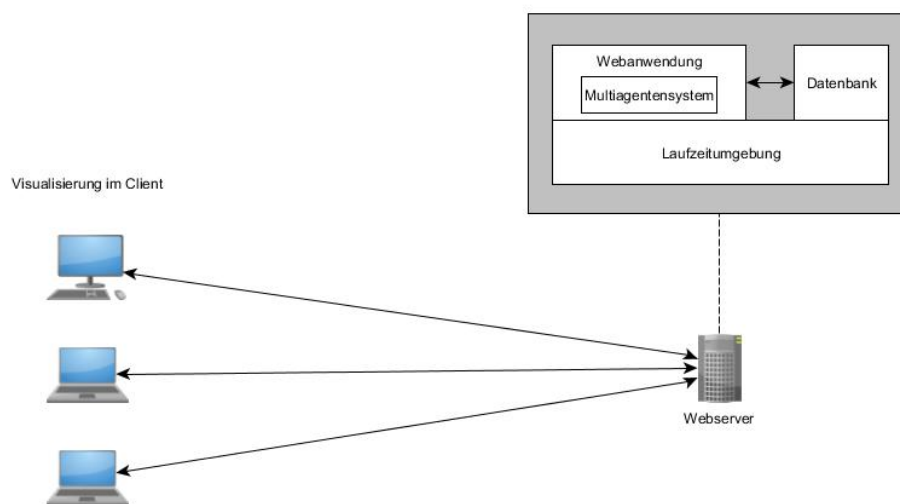 Webanwendung
Multiagentensystem
Datenbank
Laufzeitumgebung
Visualisierung im Client
Webserver